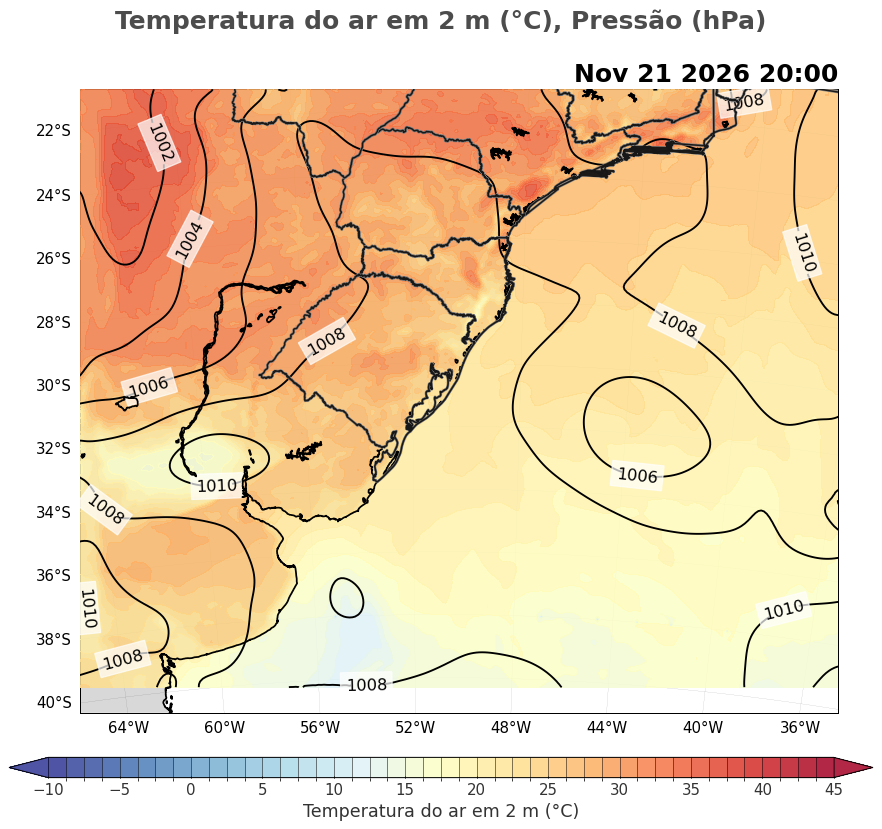 Temperatura do ar em 2 m (°C), Pressão (hPa)
Nov 21 2026 20:00
1008
22°S
1002
24°S
1004
1010
26°S
28°S
1008
1008
30°S
1006
32°S
1006
1010
1008
34°S
36°S
1010
1010
38°S
1008
1008
40°S
64°W 60°W 56°W 52°W 48°W 44°W 40°W 36°W
−10 −5 0 5 10 15 20 25 30 35 40 45
Temperatura do ar em 2 m (°C)